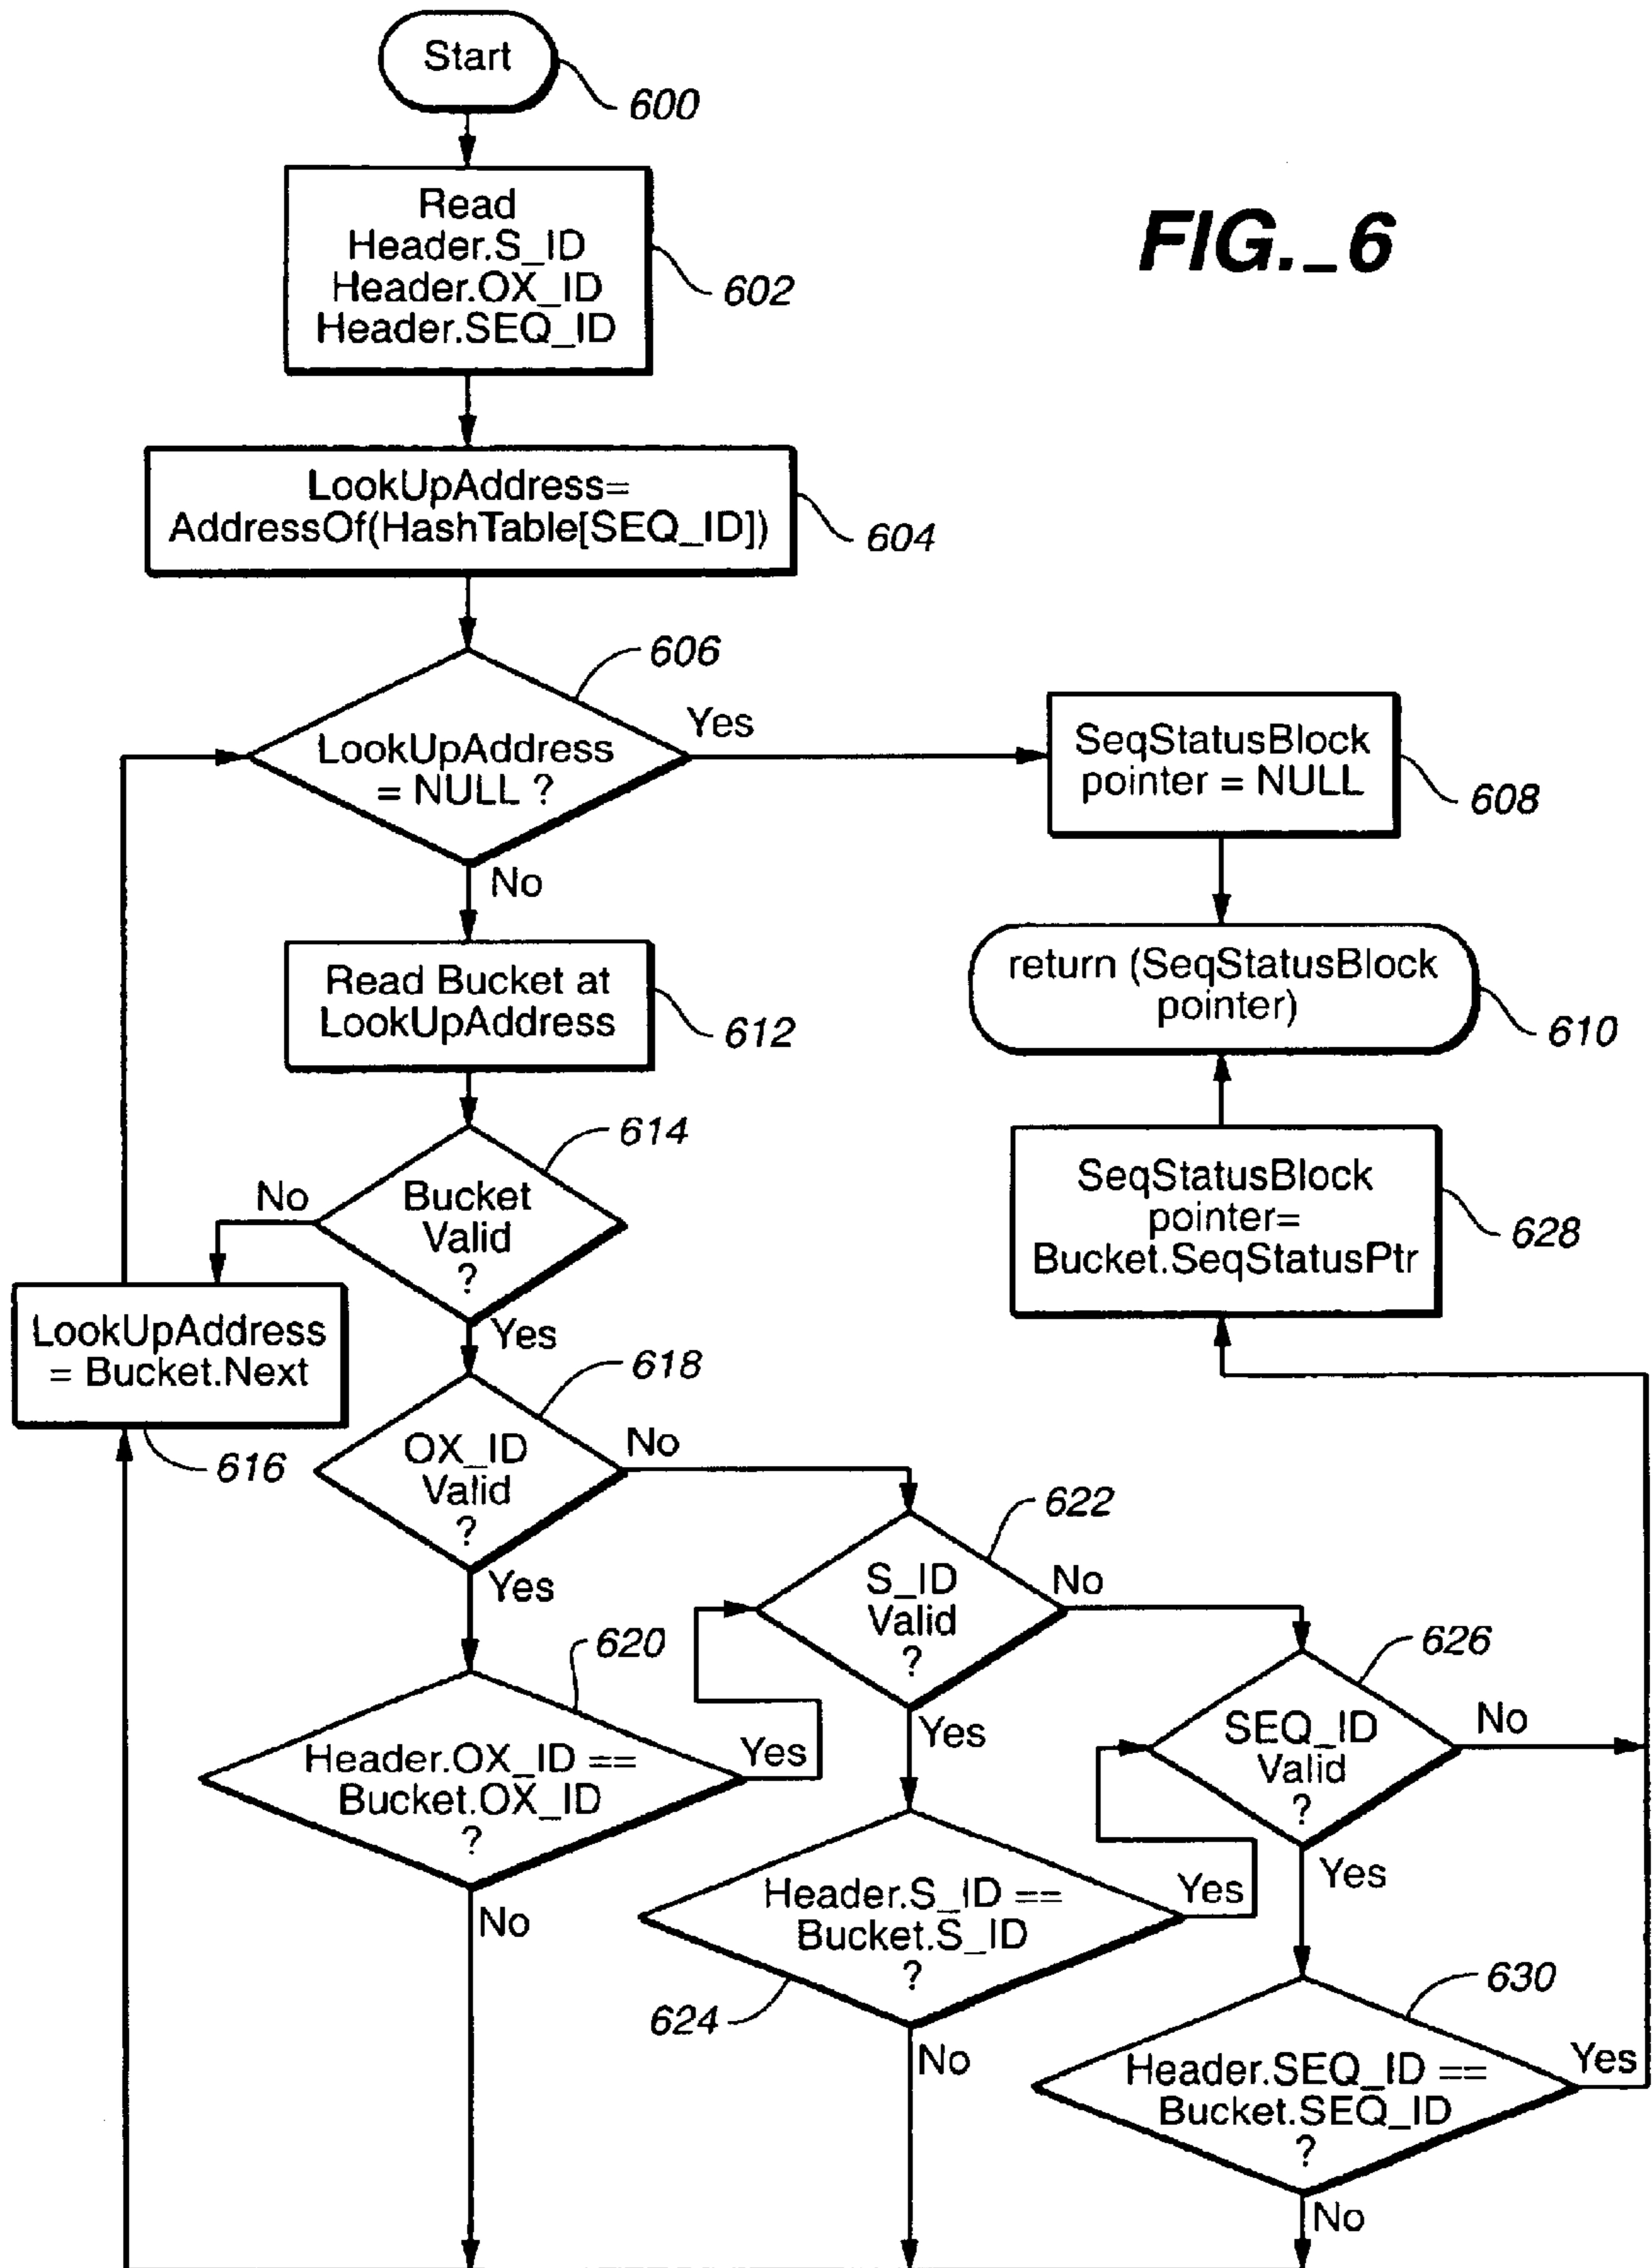 Start
600
FIG._6
Read
Header.S_ID
Header.OX_ID
Header.SEQ_ID
602
LookUpAddress=
AddressOf(HashTable[SEQ_ID])
604
606
LookUpAddress
= NULL ?
Yes
No
SeqStatusBlock
pointer = NULL
608
return (SeqStatusBlock
pointer)
610
Read Bucket at
LookUpAddress
612
614
Bucket
Valid
?
No
Yes
LookUpAddress
= Bucket.Next
616
SeqStatusBlock
pointer=
Bucket.SeqStatusPtr
628
618
OX_ID
Valid
?
No
Yes
620
Header.OX_ID ==
Bucket.OX_ID
?
Yes
No
622
S_ID
Valid
?
No
Yes
624
Header.S_ID ==
Bucket.S_ID
?
Yes
No
626
SEQ_ID
Valid
?
No
Yes
630
Header.SEQ_ID ==
Bucket.SEQ_ID
?
Yes
No